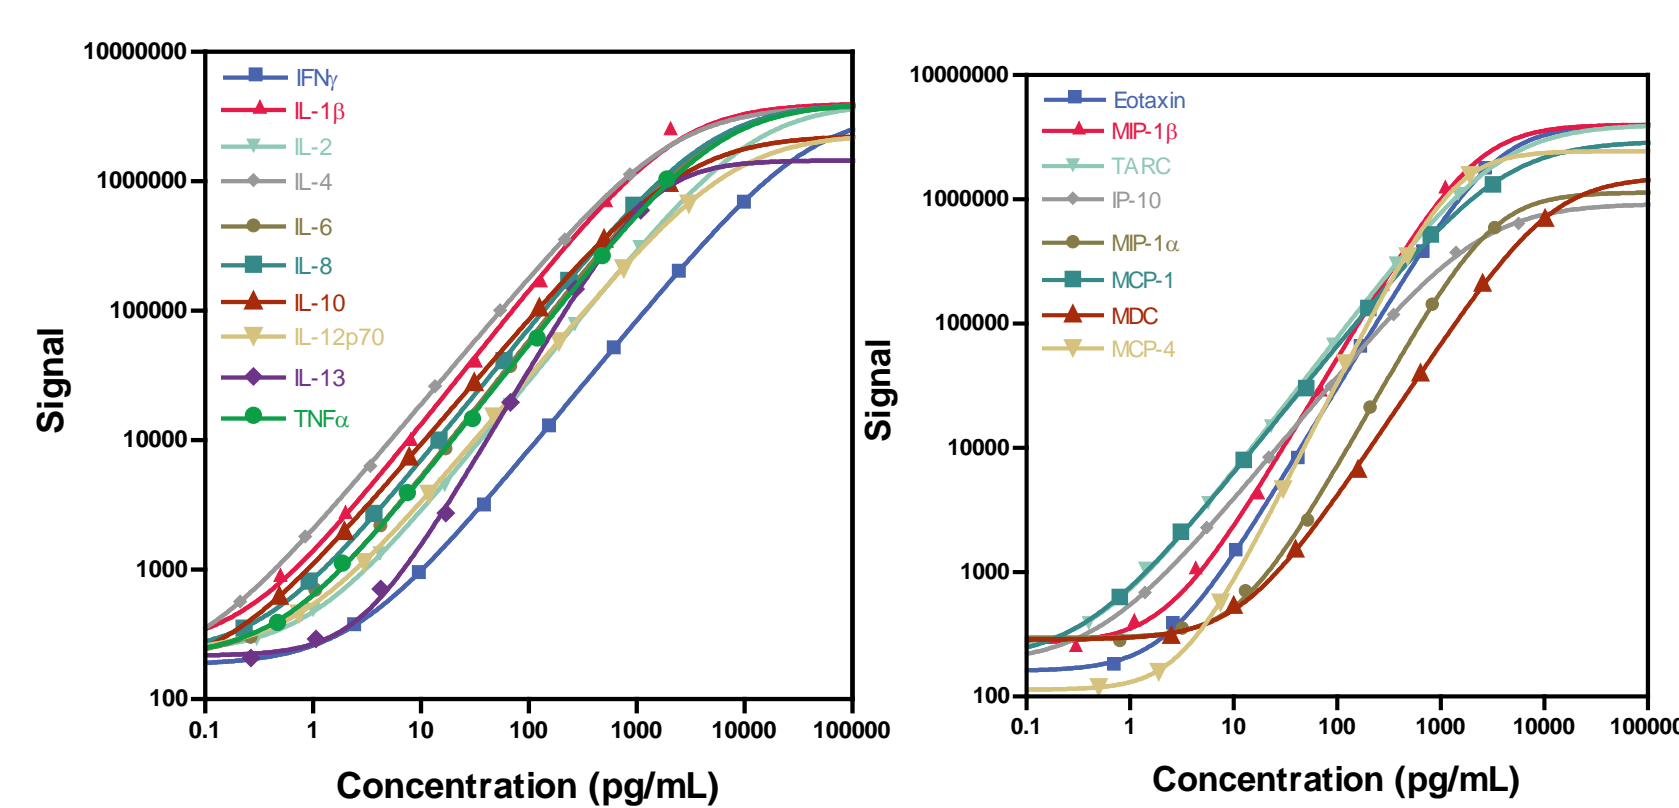 10000000
1000000
100000
10000
1000
100
Signal
IFNγ
IL-1β
IL-2
IL-4
IL-6
IL-8
IL-10
IL-12p70
IL-13
TNFα
0.1 1 10 100 1000 10000 100000
Concentration (pg/mL)
10000000
1000000
100000
10000
1000
100
Signal
Eotaxin
MIP-1β
TARC
IP-10
MIP-1α
MCP-1
MDC
MCP-4
0.1 1 10 100 1000 10000 100000
Concentration (pg/mL)